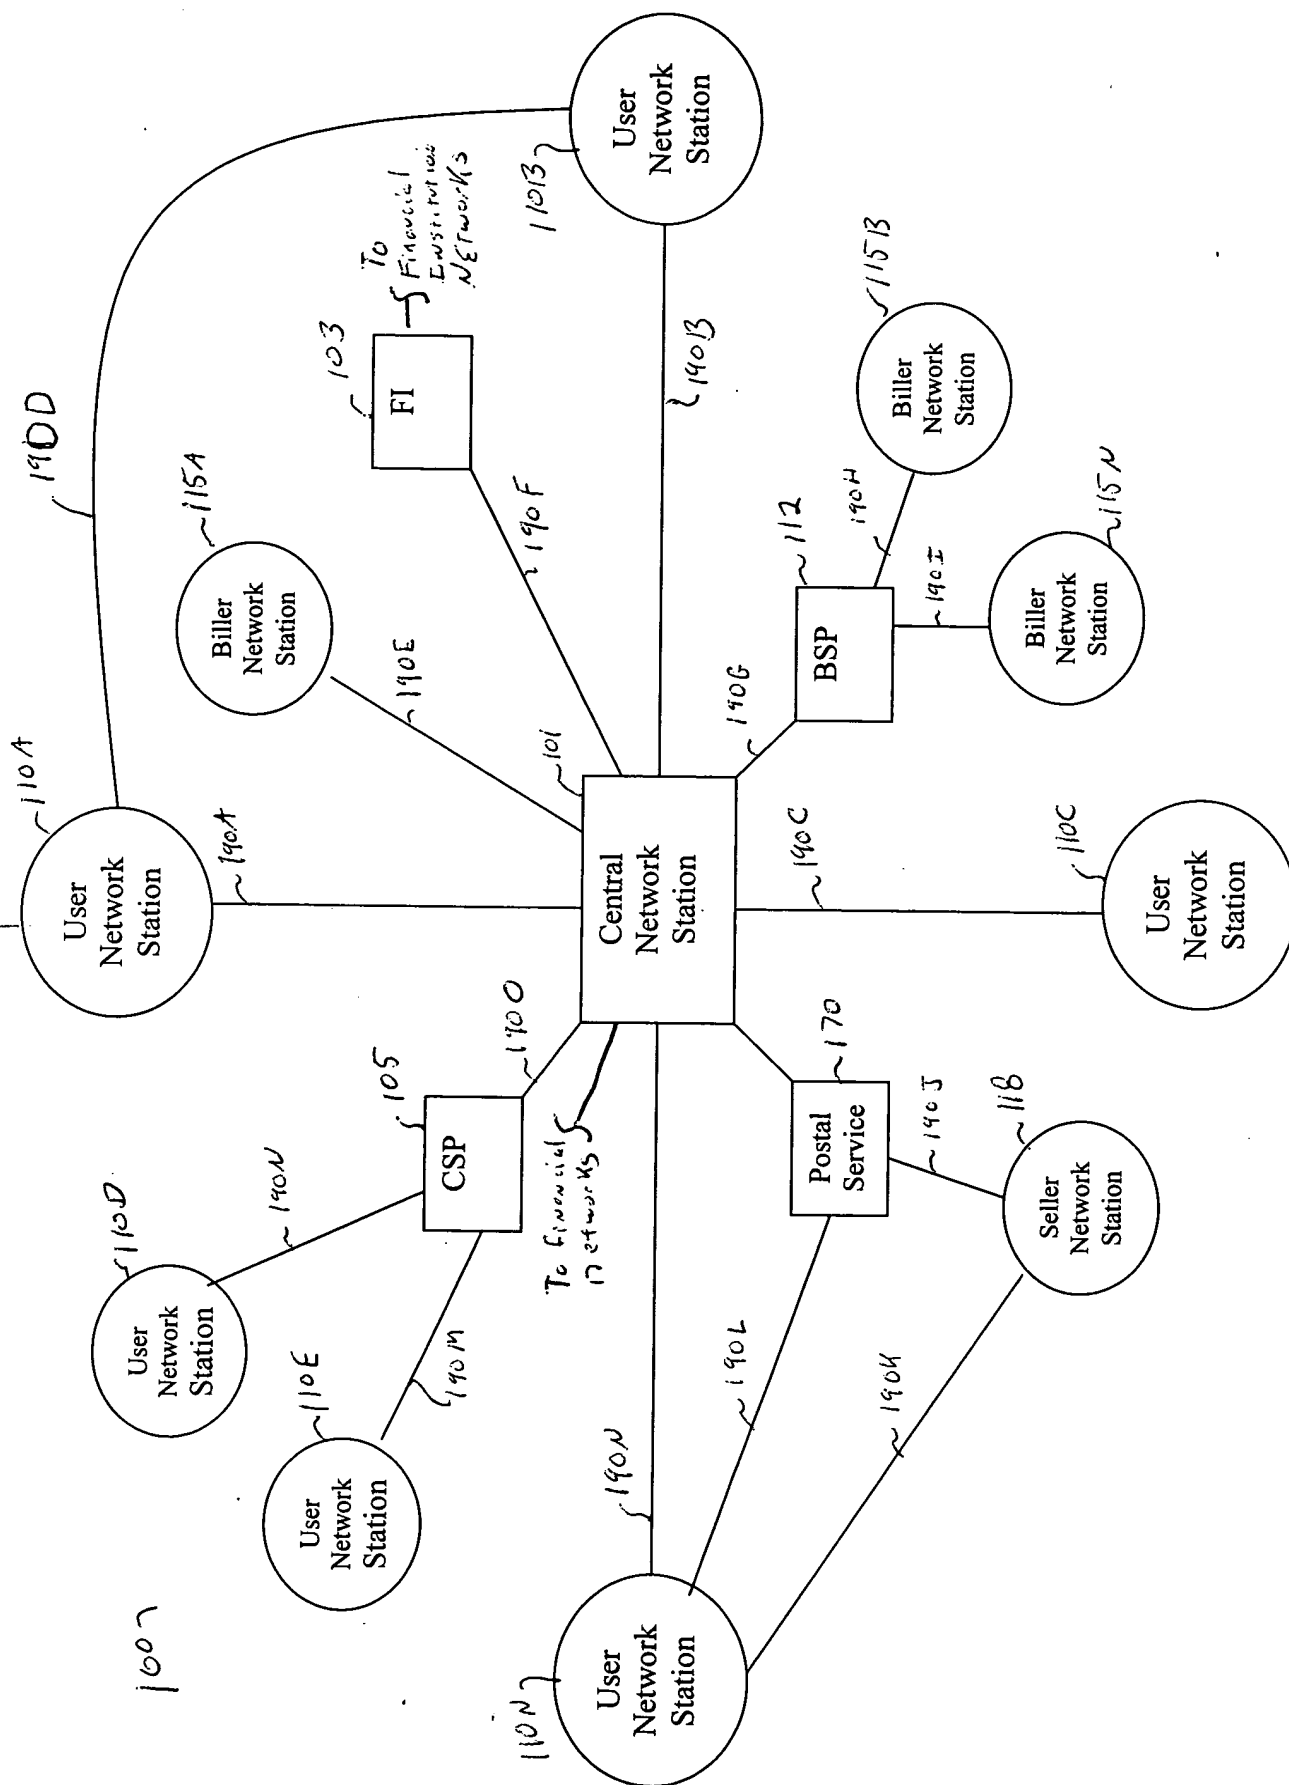 100
110A
User
Network
Station
190A
190D
110B
User
Network
Station
190B
115A
Biller
Network
Station
190E
103
FI
To
Financial
Institution
NETWORKS
190F
101
Central
Network
Station
190G
112
BSP
190H
115B
Biller
Network
Station
190I
115N
Biller
Network
Station
190C
110C
User
Network
Station
105
CSP
190O
To financial
networks
110D
User
Network
Station
190N
110E
User
Network
Station
190M
110N
User
Network
Station
190N
190L
190K
170
Postal
Service
190J
118
Seller
Network
Station